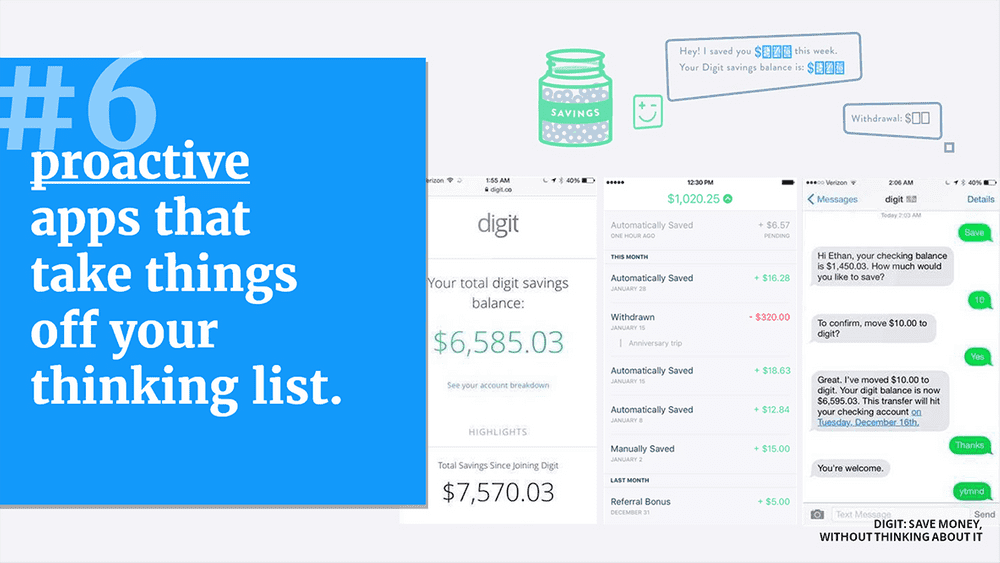 #6
proactive
apps that
take things
off your
thinking list.
SAVINGS
Hey! I saved you $ this week.
Your Digit savings balance is: $
Withdrawal: $
erizon 1:55 AM 40%
digit.co
digit
Your total digit savings
balance:
$6,585.03
See your account breakdown
HIGHLIGHTS
Total Savings Since Joining Digit
$7,570.03
12:30 PM
$1,020.25
Automatically Saved + $6.57
ONE HOUR AGO PENDING
THIS MONTH
Automatically Saved + $16.28
JANUARY 28
Withdrawn - $320.00
JANUARY 15
Anniversary trip
Automatically Saved + $18.63
Automatically Saved + $12.84
Manually Saved + $15.00
JANUARY 2
LAST MONTH
Referral Bonus + $5.00
DECEMBER 31
Verizon 2:06 AM 40%
Messages digit Details
Today 2:03 AM
Save
Hi Ethan, your checking balance
is $1,450.03. How much would
you like to save?
10
To confirm, move $10.00 to
digit?
Yes
Great. I've moved $10.00 to
digit. Your digit balance is now
$6,595.03. This transfer will hit
your checking account on
Tuesday, December 16th.
Thanks
You're welcome.
ytmnd
Text Message Send
DIGIT: SAVE MONEY,
WITHOUT THINKING ABOUT IT